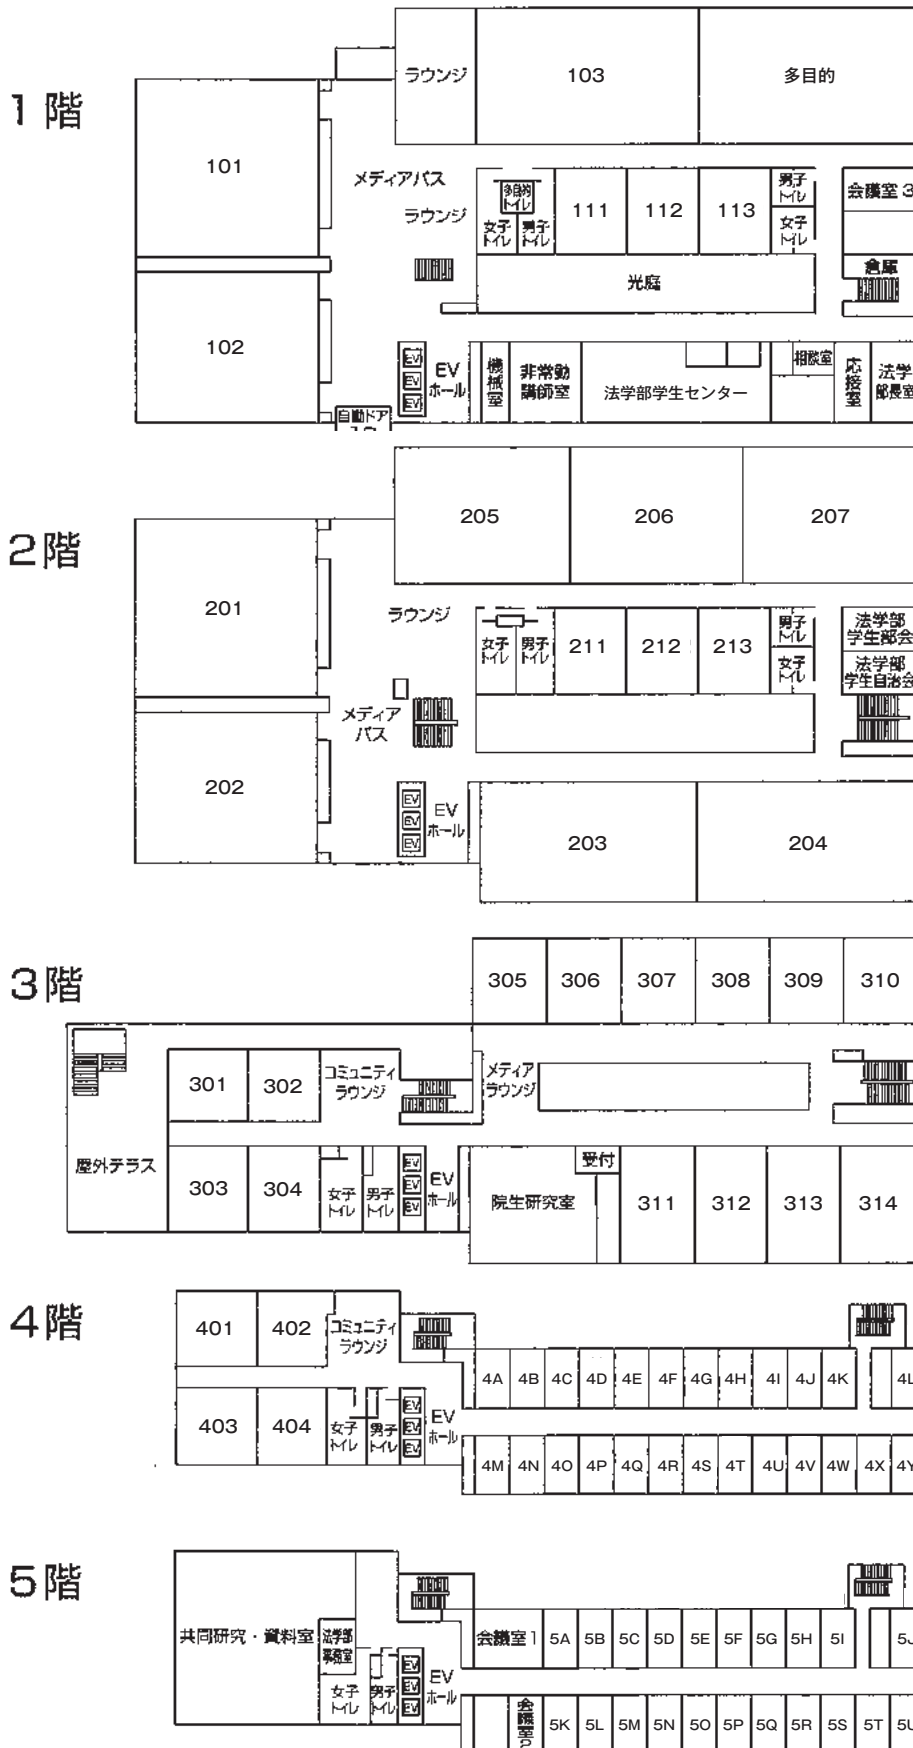 1階
ラウンジ
103
多目的
101
メディアパス
ラウンジ
多目的
トイレ
女子
トイレ
男子
トイレ
111
112
113
男子
トイレ
女子
トイレ
会議室3
光庭
倉庫
102
EV
EV
EV
EV
ホール
機械室
非常勤
講師室
法学部学生センター
相談室
応接室
法学
部長室
自動ドア
2階
205
206
207
201
ラウンジ
女子
トイレ
男子
トイレ
211
212
213
男子
トイレ
女子
トイレ
法学部
学生部会
法学部
学生自治会
メディア
パス
202
EV
EV
EV
EV
ホール
203
204
3階
305
306
307
308
309
310
301
302
コミュニティ
ラウンジ
メディア
ラウンジ
屋外テラス
303
304
女子
トイレ
男子
トイレ
EV
EV
EV
EV
ホール
院生研究室
受付
311
312
313
314
4階
401
402
コミュニティ
ラウンジ
4A
4B
4C
4D
4E
4F
4G
4H
4I
4J
4K
4L
403
404
女子
トイレ
男子
トイレ
EV
EV
EV
EV
ホール
4M
4N
4O
4P
4Q
4R
4S
4T
4U
4V
4W
4X
4Y
5階
共同研究・資料室
法学部
事務室
会議室1
5A
5B
5C
5D
5E
5F
5G
5H
5I
5J
女子
トイレ
男子
トイレ
EV
EV
EV
EV
ホール
会議室2
5K
5L
5M
5N
5O
5P
5Q
5R
5S
5T
5U